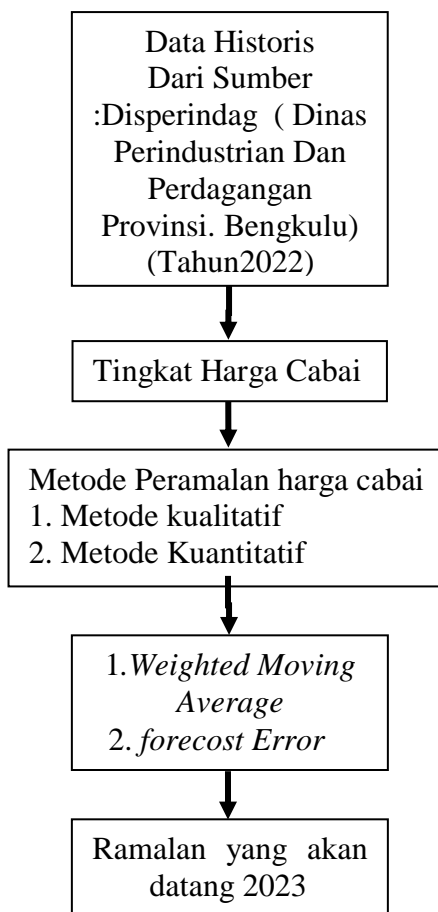 Data Historis
Dari Sumber
:Disperindag ( Dinas
Perindustrian Dan
Perdagangan
Provinsi. Bengkulu)
(Tahun2022)
Tingkat Harga Cabai
Metode Peramalan harga cabai
1. Metode kualitatif
2. Metode Kuantitatif
1.Weighted Moving
Average
2. forecost Error
Ramalan yang akan
datang 2023